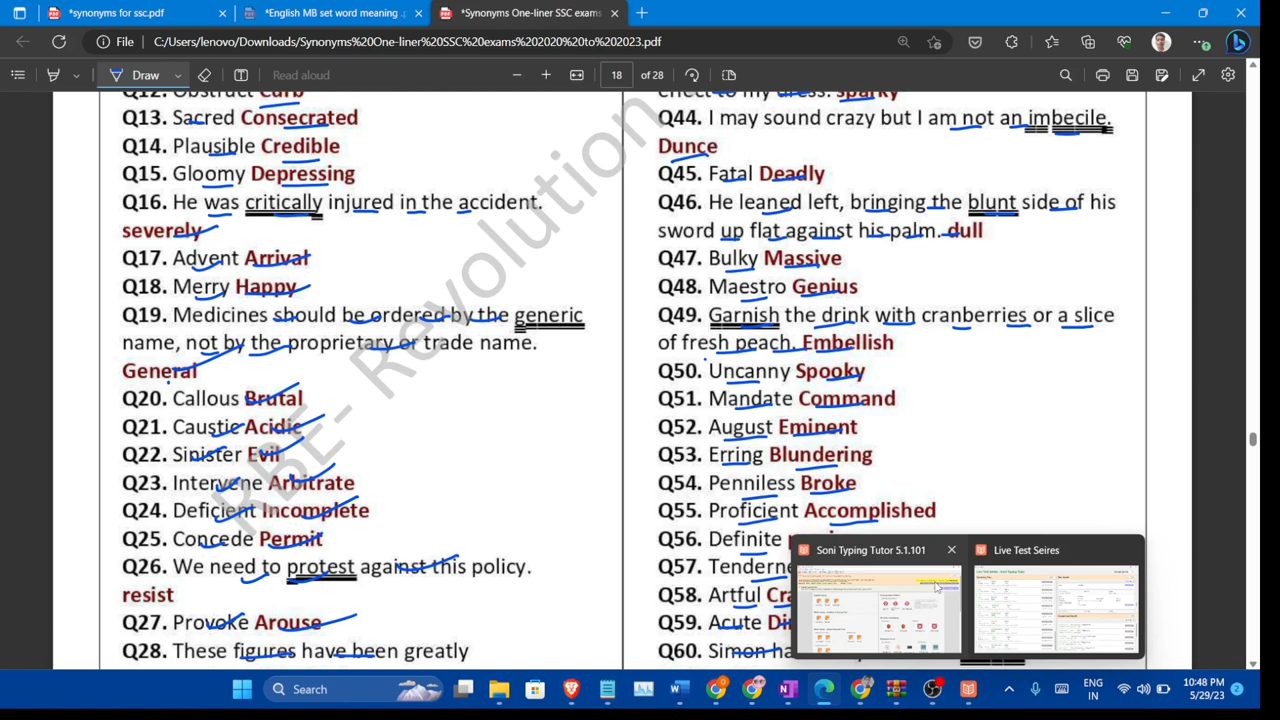 *synonyms for ssc.pdf
*English MB set word meaning .p
*Synonyms One-liner SSC exams
File
C:/Users/lenovo/Downloads/Synonyms%20One-liner%20SSC%20exams%202020%20to%202023.pdf
Draw
Read aloud
18 of 28
Q12. Obstruct Curb
Q13. Sacred Consecrated
Q14. Plausible Credible
Q15. Gloomy Depressing
Q16. He was critically injured in the accident.
severely
Q17. Advent Arrival
Q18. Merry Happy
Q19. Medicines should be ordered by the generic
name, not by the proprietary or trade name.
General
Q20. Callous Brutal
Q21. Caustic Acidic
Q22. Sinister Evil
Q23. Intervene Arbitrate
Q24. Deficient Incomplete
Q25. Concede Permit
Q26. We need to protest against this policy.
resist
Q27. Provoke Arouse
Q28. These figures have been greatly
RBE- Revolution
effect to my dress. sparky
Q44. I may sound crazy but I am not an imbecile.
Dunce
Q45. Fatal Deadly
Q46. He leaned left, bringing the blunt side of his
sword up flat against his palm. dull
Q47. Bulky Massive
Q48. Maestro Genius
Q49. Garnish the drink with cranberries or a slice
of fresh peach. Embellish
Q50. Uncanny Spooky
Q51. Mandate Command
Q52. August Eminent
Q53. Erring Blundering
Q54. Penniless Broke
Q55. Proficient Accomplished
Q56. Definite
Q57.
Q58. Artful
Q59. Acute
Q60. Simon
Soni Typing Tutor 5.1.101
Live Test Seires
Search
ENG
IN
10:48 PM
5/29/23